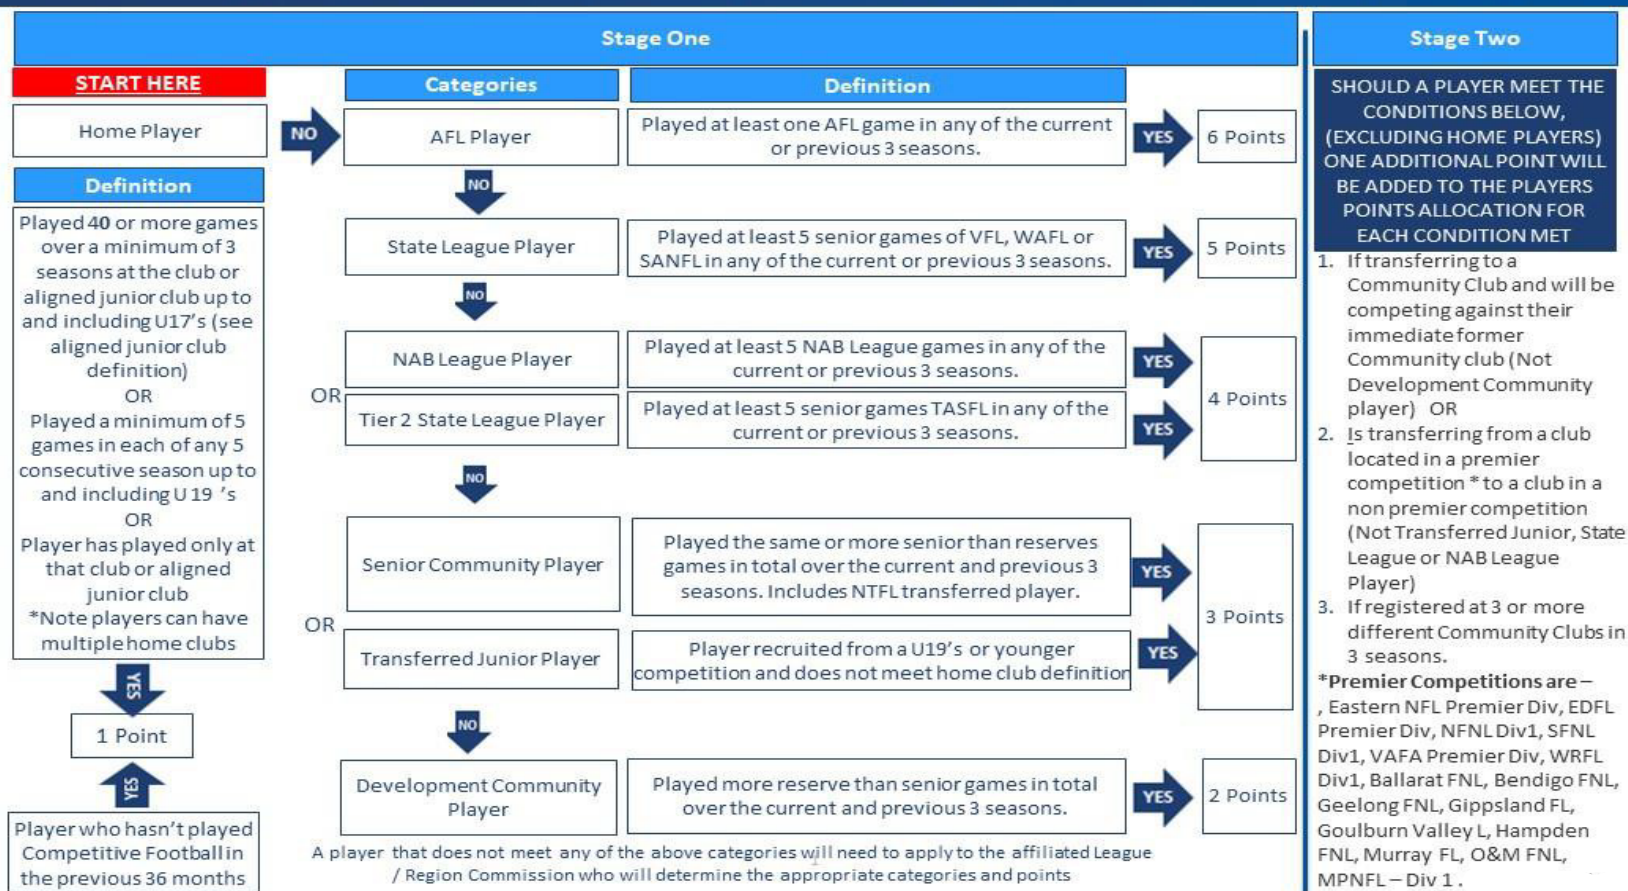 Stage One
START HERE
Home Player
Definition
Played 40 or more games
over a minimum of 3
seasons at the club or
aligned junior club up to
and including U17's (see
aligned junior club
definition)
OR
Played a minimum of 5
games in each of any 5
consecutive season up to
and including U 19 's
OR
Player has played only at
that club or aligned
junior club
*Note players can have
multiple home clubs
YES
1 Point
YES
Player who hasn't played
Competitive Football in
the previous 36 months
NO
Categories
Definition
AFL Player
Played at least one AFL game in any of the current
or previous 3 seasons.
YES
6 Points
NO
State League Player
Played at least 5 senior games of VFL, WAFL or
SANFL in any of the current or previous 3 seasons.
YES
5 Points
NO
NAB League Player
Played at least 5 NAB League games in any of the
current or previous 3 seasons.
YES
OR
Tier 2 State League Player
Played at least 5 senior games TASFL in any of the
current or previous 3 seasons.
YES
4 Points
NO
Senior Community Player
Played the same or more senior than reserves
games in total over the current and previous 3
seasons. Includes NTFL transferred player.
YES
OR
Transferred Junior Player
Player recruited from a U19's or younger
competition and does not meet home club definition
YES
3 Points
NO
Development Community
Player
Played more reserve than senior games in total
over the current and previous 3 seasons.
YES
2 Points
A player that does not meet any of the above categories will need to apply to the affiliated League
/ Region Commission who will determine the appropriate categories and points
Stage Two
SHOULD A PLAYER MEET THE
CONDITIONS BELOW,
(EXCLUDING HOME PLAYERS)
ONE ADDITIONAL POINT WILL
BE ADDED TO THE PLAYERS
POINTS ALLOCATION FOR
EACH CONDITION MET
1. If transferring to a
Community Club and will be
competing against their
immediate former
Community club (Not
Development Community
player) OR
2. Is transferring from a club
located in a premier
competition * to a club in a
non premier competition
(Not Transferred Junior, State
League or NAB League
Player)
3. If registered at 3 or more
different Community Clubs in
3 seasons.
*Premier Competitions are –
, Eastern NFL Premier Div, EDFL
Premier Div, NFNL Div1, SFNL
Div1, VAFA Premier Div, WRFL
Div1, Ballarat FNL, Bendigo FNL,
Geelong FNL, Gippsland FL,
Goulburn Valley L, Hampden
FNL, Murray FL, O&M FNL,
MPNFL – Div 1 .